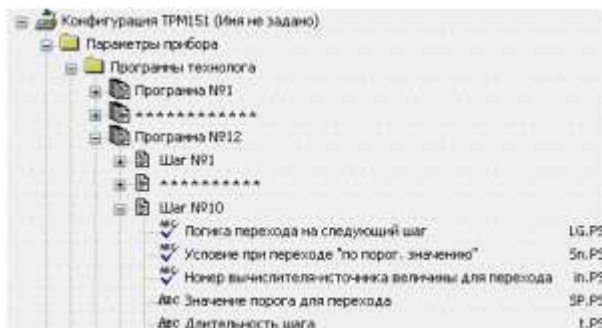 Конфигурация ТРМ151 (Имя не задано)
Параметры прибора
Программы технолога
Программа №1
************
Программа №12
Шаг №1
**********
Шаг №10
Логика перехода на следующий шаг LG.PS
Условие при переходе "по порог. значению" Sn.PS
Номер вычислителя-источника величины для перехода in.PS
Значение порога для перехода SP.PS
Длительность шага t.PS